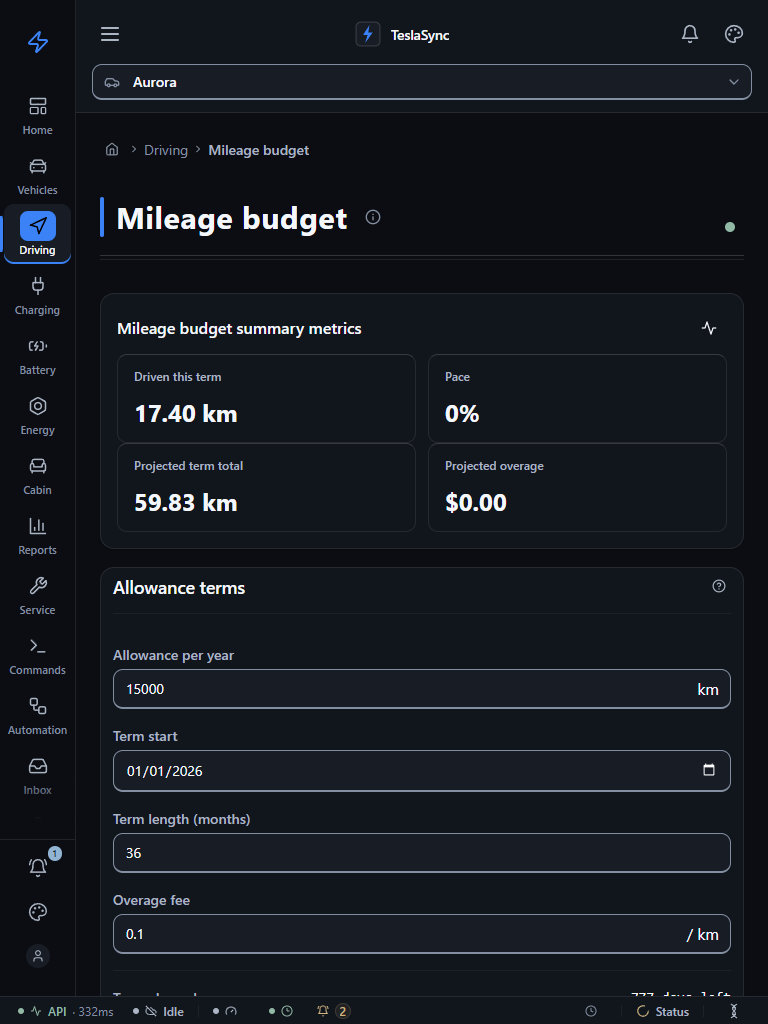 TeslaSync
Aurora
Home
Vehicles
Driving
Charging
Battery
Energy
Cabin
Reports
Service
Commands
Automation
Inbox
1
Driving
Mileage budget
Mileage budget
Mileage budget summary metrics
Driven this term
17.40 km
Pace
0%
Projected term total
59.83 km
Projected overage
$0.00
Allowance terms
Allowance per year
15000
km
Term start
01/01/2026
Term length (months)
36
Overage fee
0.1
/ km
API · 332ms
Idle
2
Status